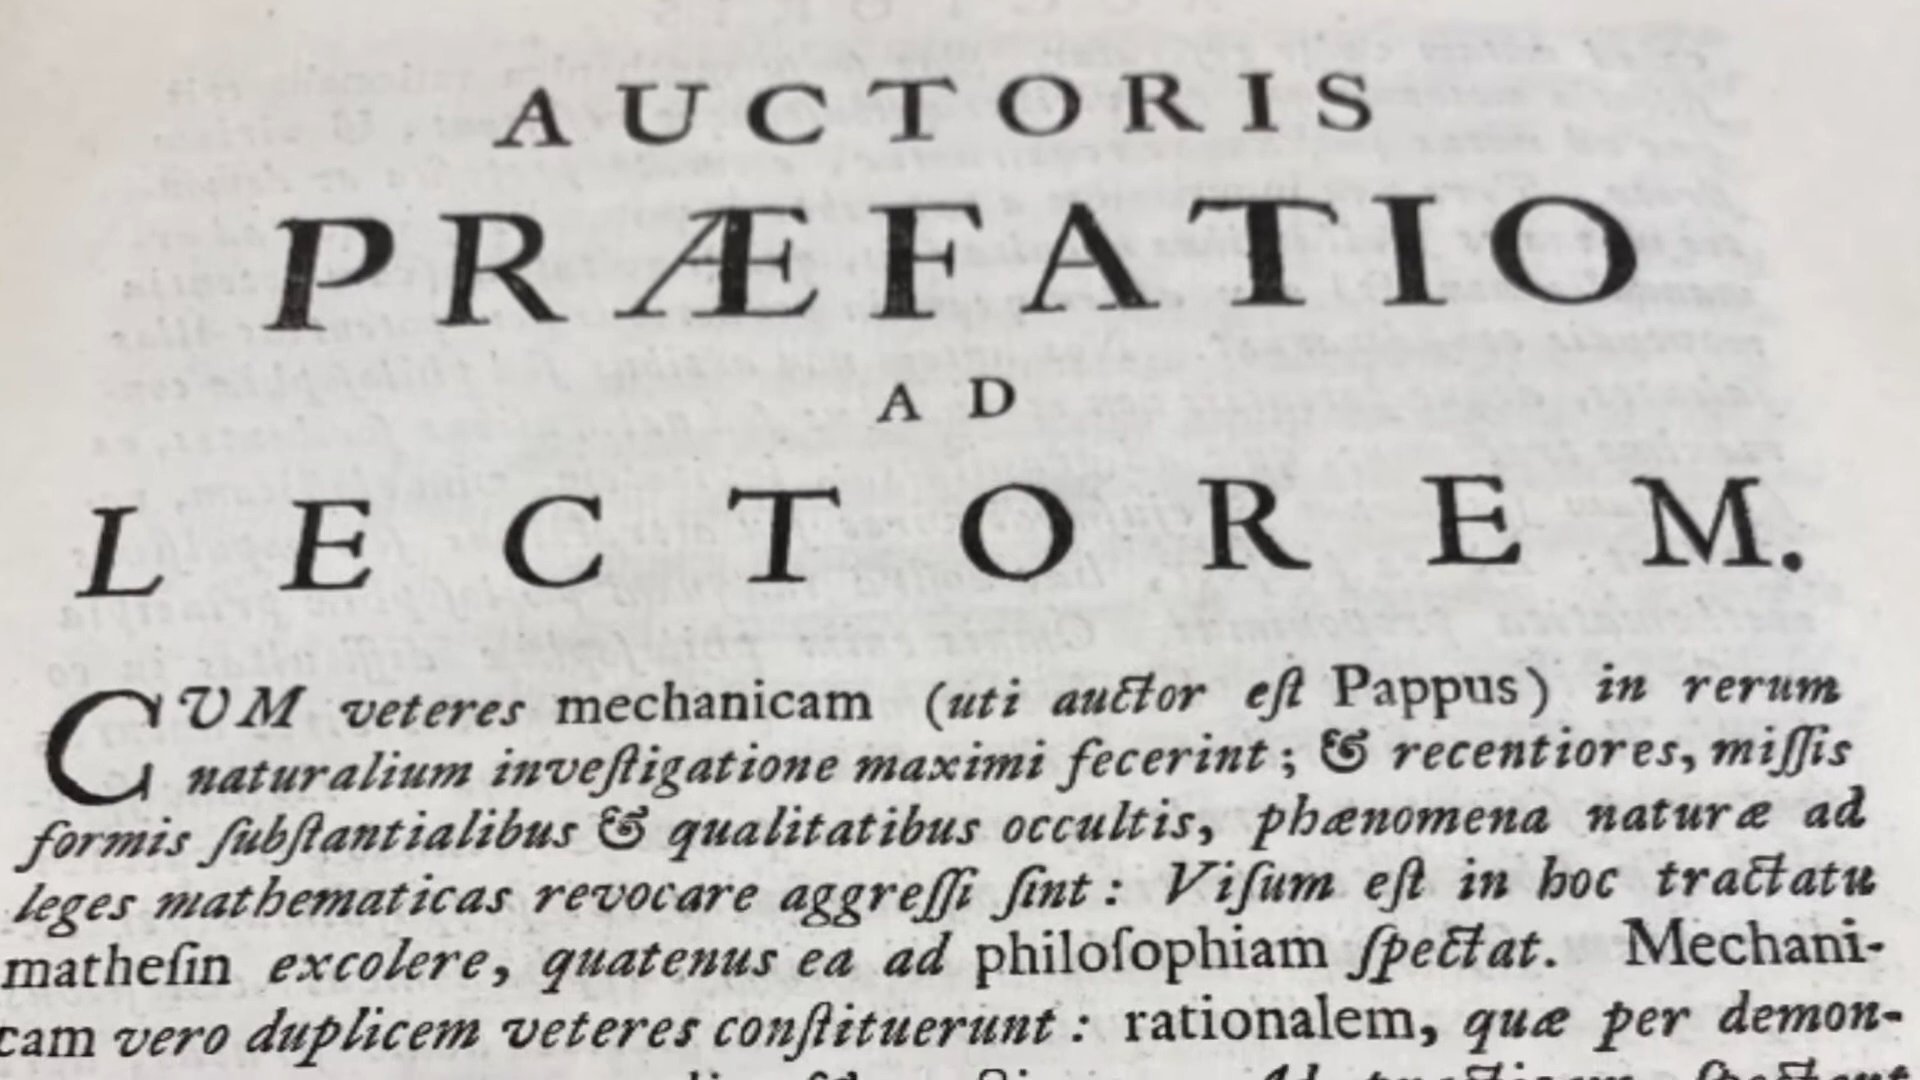 AUCTORIS
PRÆFATIO
AD
LECTOREM.
CUM veteres mechanicam (uti auctor eſt Pappus) in rerum
naturalium inveſtigatione maximi fecerint; & recentiores, miſſis
formis ſubſtantialibus & qualitatibus occultis, phænomena naturæ ad
leges mathematicas revocare aggreſſi ſint: Viſum eſt in hoc tractatu
matheſin excolere, quatenus ea ad philoſophiam ſpectat. Mechani-
cam vero duplicem veteres conſtituerunt: rationalem, quæ per demon-